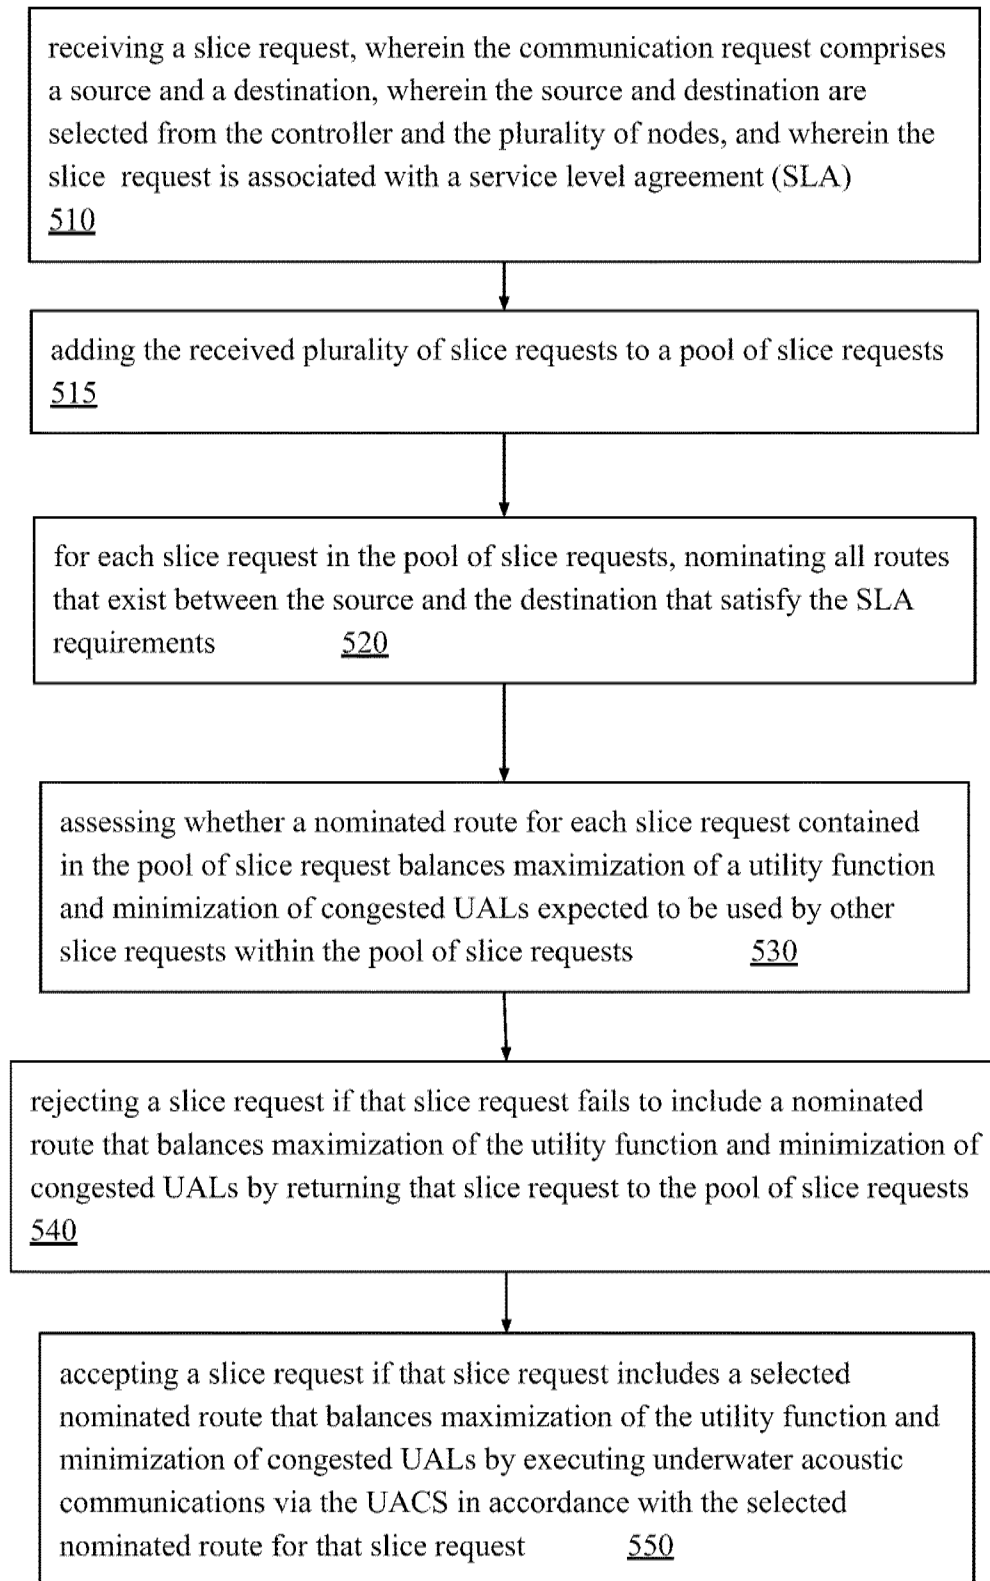 receiving a slice request, wherein the communication request comprises
a source and a destination, wherein the source and destination are
selected from the controller and the plurality of nodes, and wherein the
slice request is associated with a service level agreement (SLA)
510
adding the received plurality of slice requests to a pool of slice requests
515
for each slice request in the pool of slice requests, nominating all routes
that exist between the source and the destination that satisfy the SLA
requirements 520
assessing whether a nominated route for each slice request contained
in the pool of slice request balances maximization of a utility function
and minimization of congested UALs expected to be used by other
slice requests within the pool of slice requests 530
rejecting a slice request if that slice request fails to include a nominated
route that balances maximization of the utility function and minimization of
congested UALs by returning that slice request to the pool of slice requests
540
accepting a slice request if that slice request includes a selected
nominated route that balances maximization of the utility function and
minimization of congested UALs by executing underwater acoustic
communications via the UACS in accordance with the selected
nominated route for that slice request 550